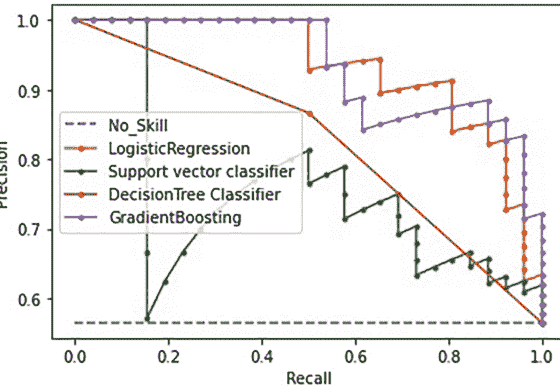 1.0
0.9
0.8
0.7
0.6
Precision
No_Skill
LogisticRegression
Support vector classifier
DecisionTree Classifier
GradientBoosting
0.0 0.2 0.4 0.6 0.8 1.0
Recall